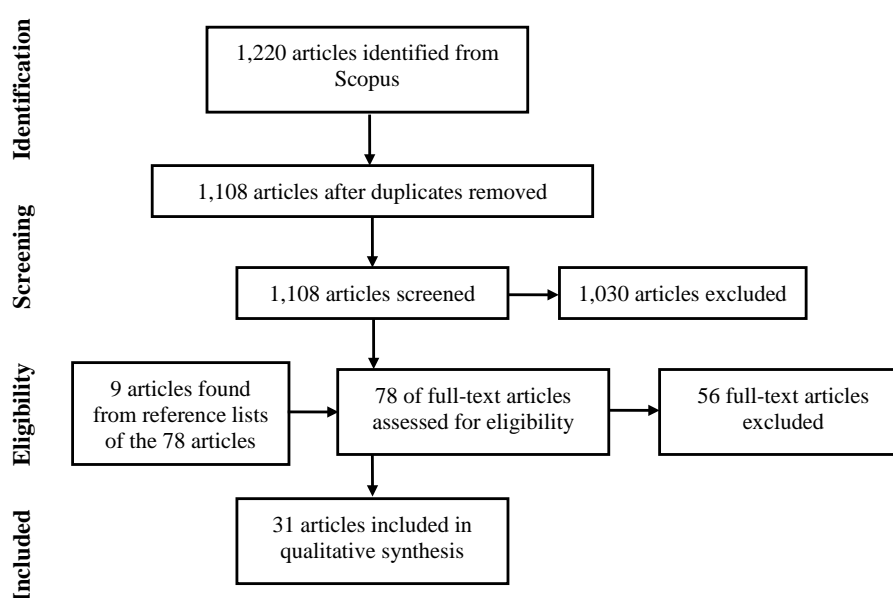 Identification
1,220 articles identified from
Scopus
1,108 articles after duplicates removed
Screening
1,108 articles screened
1,030 articles excluded
Eligibility
9 articles found
from reference lists
of the 78 articles
78 of full-text articles
assessed for eligibility
56 full-text articles
excluded
Included
31 articles included in
qualitative synthesis